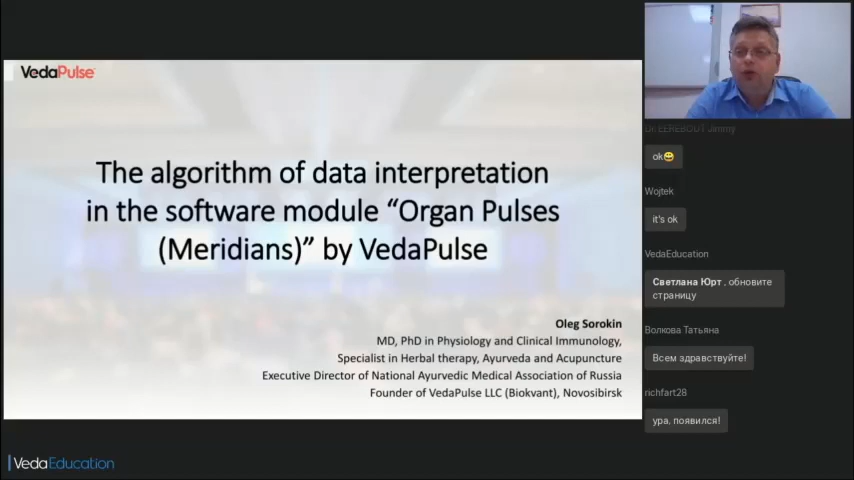 VedaPulse
The algorithm of data interpretation
in the software module “Organ Pulses
(Meridians)” by VedaPulse
Oleg Sorokin
MD, PhD in Physiology and Clinical Immunology,
Specialist in Herbal therapy, Ayurveda and Acupuncture
Executive Director of National Ayurvedic Medical Association of Russia
Founder of VedaPulse LLC (Biokvant), Novosibirsk
VedaEducation
Jimmy
ok😀
Wojtek
it's ok
VedaEducation
Светлана Юрт , обновите
страницу
Волкова Татьяна
Всем здравствуйте!
richfart28
ура, появился!